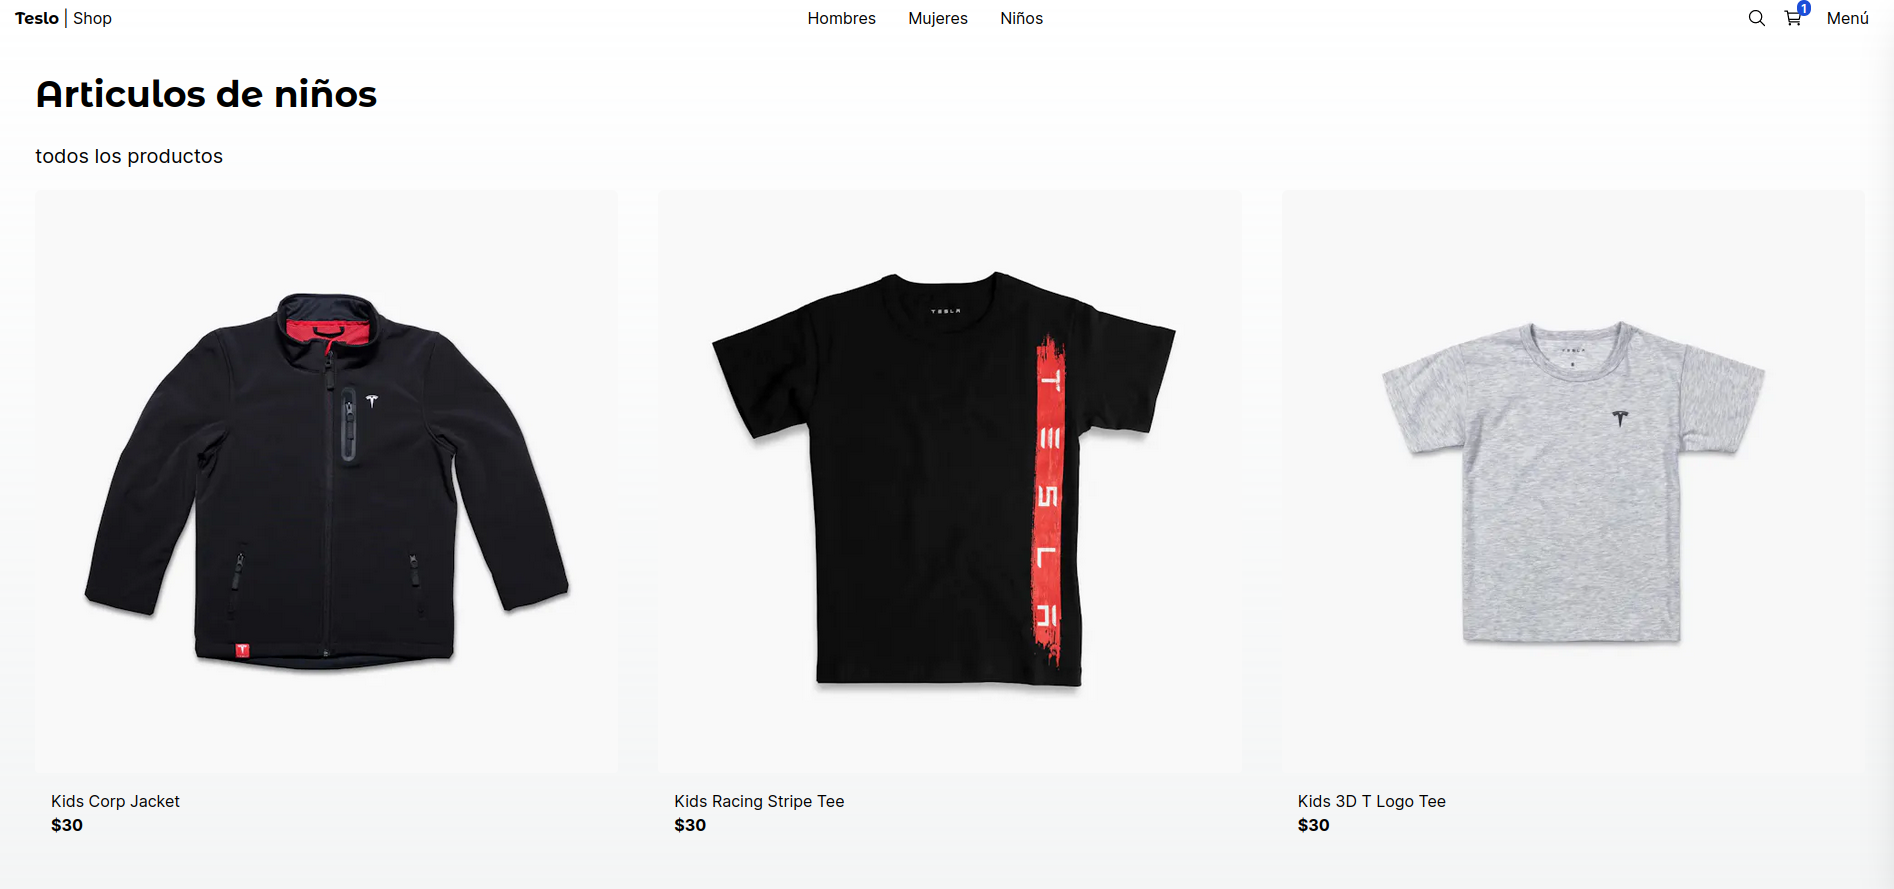 Teslo | Shop
Hombres
Mujeres
Niños
1
Menú
Articulos de niños
todos los productos
TESLA
TESLA
TESLA
Kids Corp Jacket
$30
Kids Racing Stripe Tee
$30
Kids 3D T Logo Tee
$30